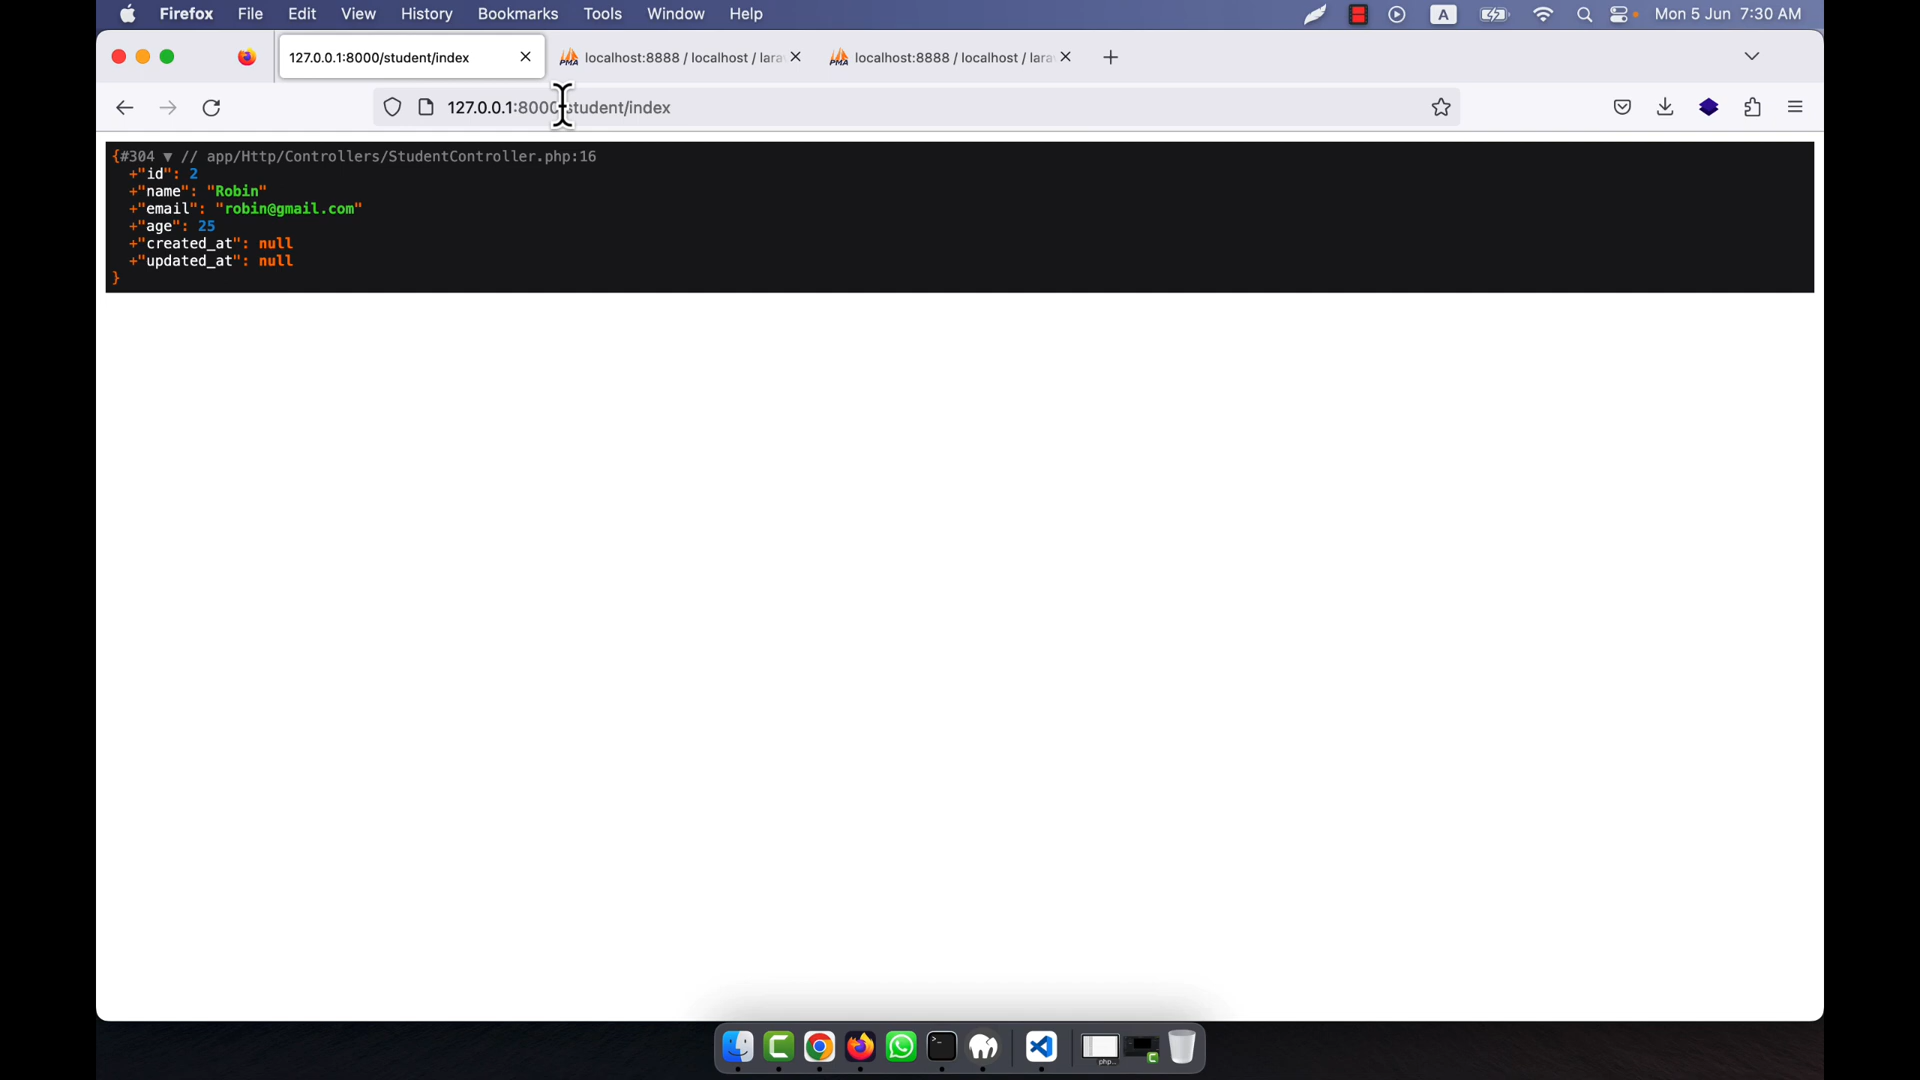 Firefox File Edit View History Bookmarks Tools Window Help A Mon 5 Jun 7:30 AM
127.0.0.1:8000/student/index localhost:8888 / localhost / lara localhost:8888 / localhost / lara
127.0.0.1:8000/student/index
{#304 ▼ // app/Http/Controllers/StudentController.php:16
+"id": 2
+"name": "Robin"
+"email": "robin@gmail.com"
+"age": 25
+"created_at": null
+"updated_at": null
}
php...